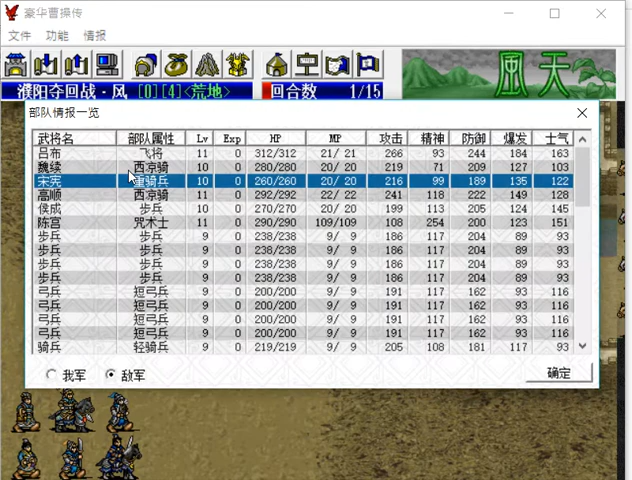 豪华曹操传
文件 功能 情报
濮阳夺回战·风 [0][4]<荒地> 回合数 1/15 風天
部队情报一览
武将名 部队属性 Lv Exp HP MP 攻击 精神 防御 爆发 士气
吕布 飞将 11 0 312/312 21/ 21 266 93 244 184 163
魏续 西凉骑 10 0 280/280 20/ 20 219 71 209 127 103
宋宪 重骑兵 10 0 260/260 20/ 20 216 99 189 135 122
高顺 西凉骑 11 0 292/292 22/ 22 241 118 222 149 128
侯成 步兵 10 0 270/270 20/ 20 199 113 205 124 145
陈宫 咒术士 11 0 290/290 109/109 108 254 200 123 151
步兵 步兵 9 0 238/238 9/ 9 186 117 204 89 93
步兵 步兵 9 0 238/238 9/ 9 186 117 204 89 93
步兵 步兵 9 0 238/238 9/ 9 186 117 204 89 93
步兵 步兵 9 0 238/238 9/ 9 186 117 204 89 93
弓兵 短弓兵 9 0 200/200 9/ 9 191 117 162 93 116
弓兵 短弓兵 9 0 200/200 9/ 9 191 117 162 93 116
弓兵 短弓兵 9 0 200/200 9/ 9 191 117 162 93 116
弓兵 短弓兵 9 0 200/200 9/ 9 191 117 162 93 116
骑兵 轻骑兵 9 0 219/219 9/ 9 205 108 181 117 93
我军 敌军 确定